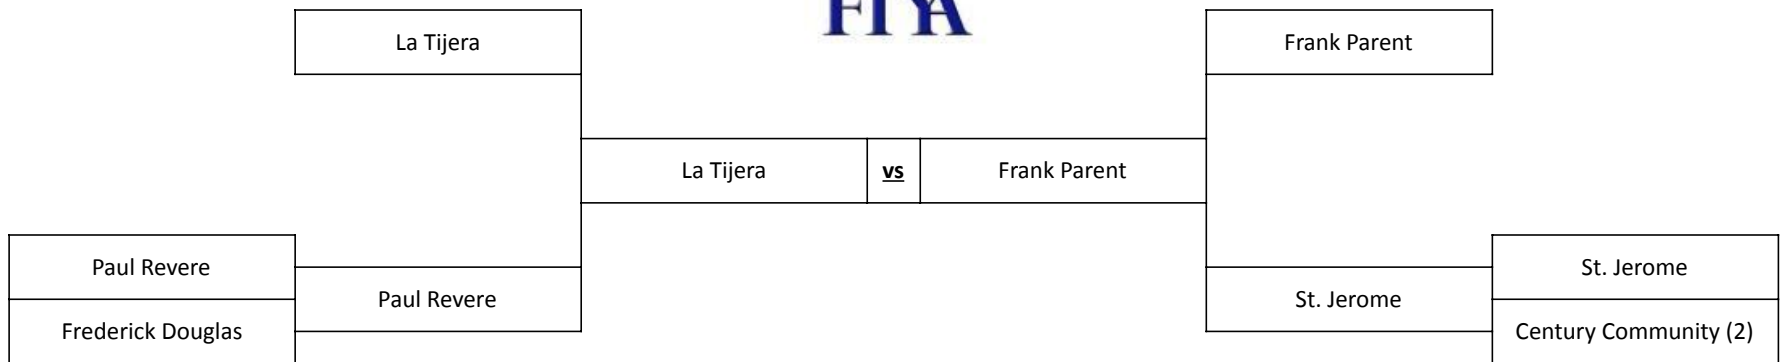 FIYA
La Tijera
Frank Parent
La Tijera vs Frank Parent
Paul Revere
St. Jerome
Paul Revere
St. Jerome
Frederick Douglas
Century Community (2)